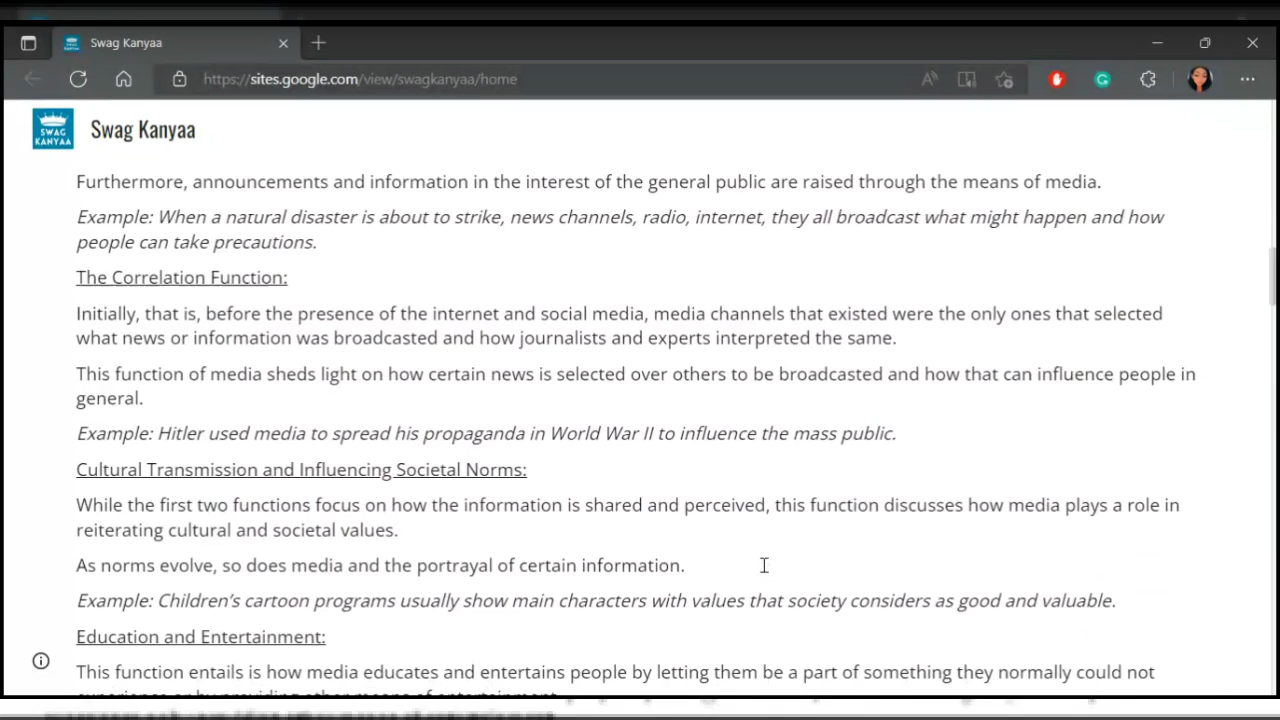 Swag Kanyaa
https://sites.google.com/view/swagkanyaa/home
SWAG
KANYAA
Swag Kanyaa
Furthermore, announcements and information in the interest of the general public are raised through the means of media.
Example: When a natural disaster is about to strike, news channels, radio, internet, they all broadcast what might happen and how
people can take precautions.
The Correlation Function:
Initially, that is, before the presence of the internet and social media, media channels that existed were the only ones that selected
what news or information was broadcasted and how journalists and experts interpreted the same.
This function of media sheds light on how certain news is selected over others to be broadcasted and how that can influence people in
general.
Example: Hitler used media to spread his propaganda in World War II to influence the mass public.
Cultural Transmission and Influencing Societal Norms:
While the first two functions focus on how the information is shared and perceived, this function discusses how media plays a role in
reiterating cultural and societal values.
As norms evolve, so does media and the portrayal of certain information.
Example: Children's cartoon programs usually show main characters with values that society considers as good and valuable.
Education and Entertainment:
This function entails is how media educates and entertains people by letting them be a part of something they normally could not